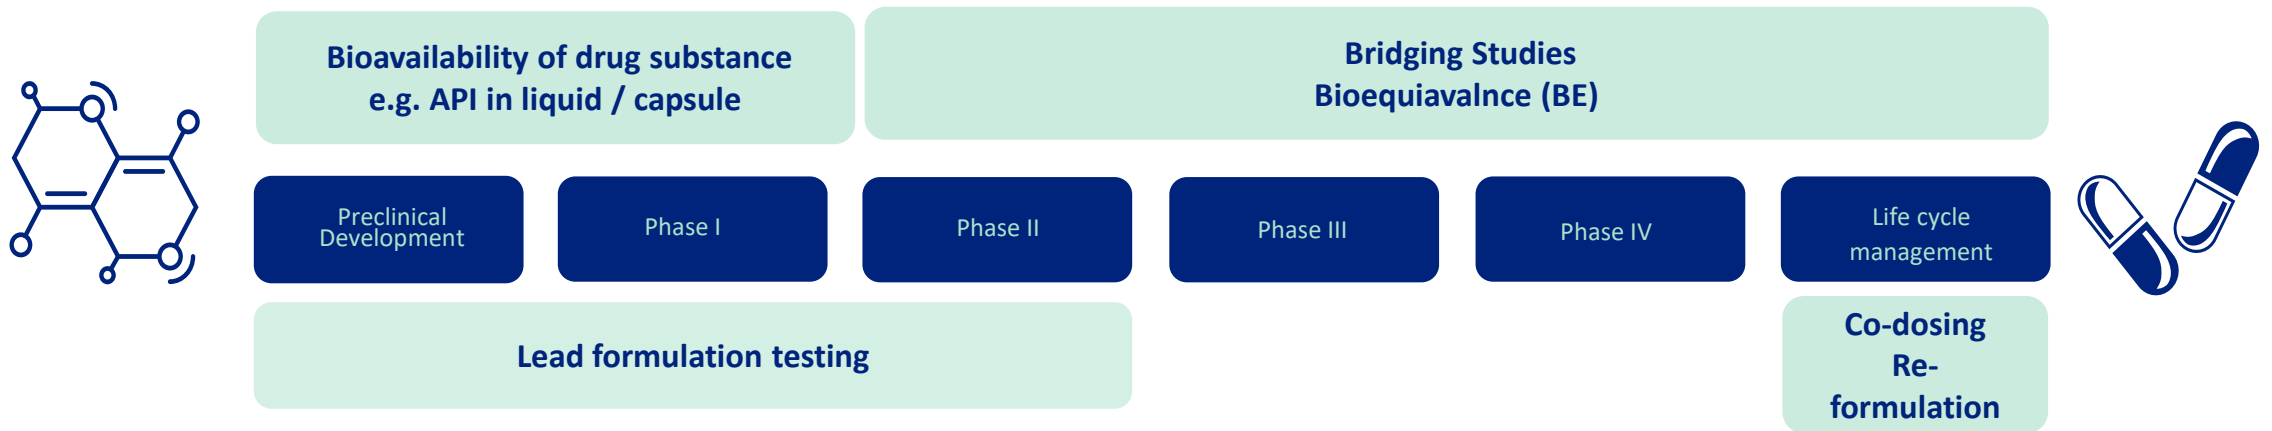 Bioavailability of drug substance
e.g. API in liquid / capsule
Bridging Studies
Bioequiavalnce (BE)
Preclinical
Development
Phase I
Phase II
Phase III
Phase IV
Life cycle
management
Lead formulation testing
Co-dosing
Re-
formulation